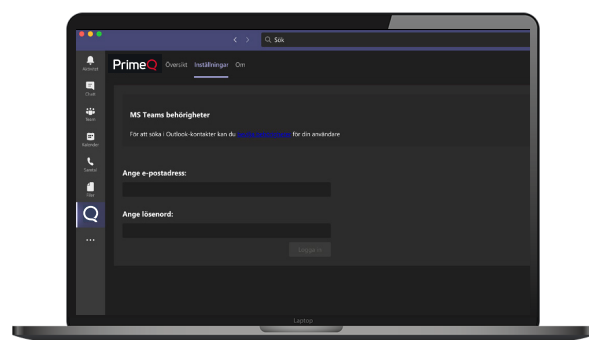 Sök
PrimeQ
Översikt Inställningar Om
Aktivitet
Chatt
Team
Kalender
Samtal
Filer
MS Teams behörigheter
För att söka i Outlook-kontakter kan du för din användare
Ange e-postadress:
Ange lösenord:
Logga in
Laptop